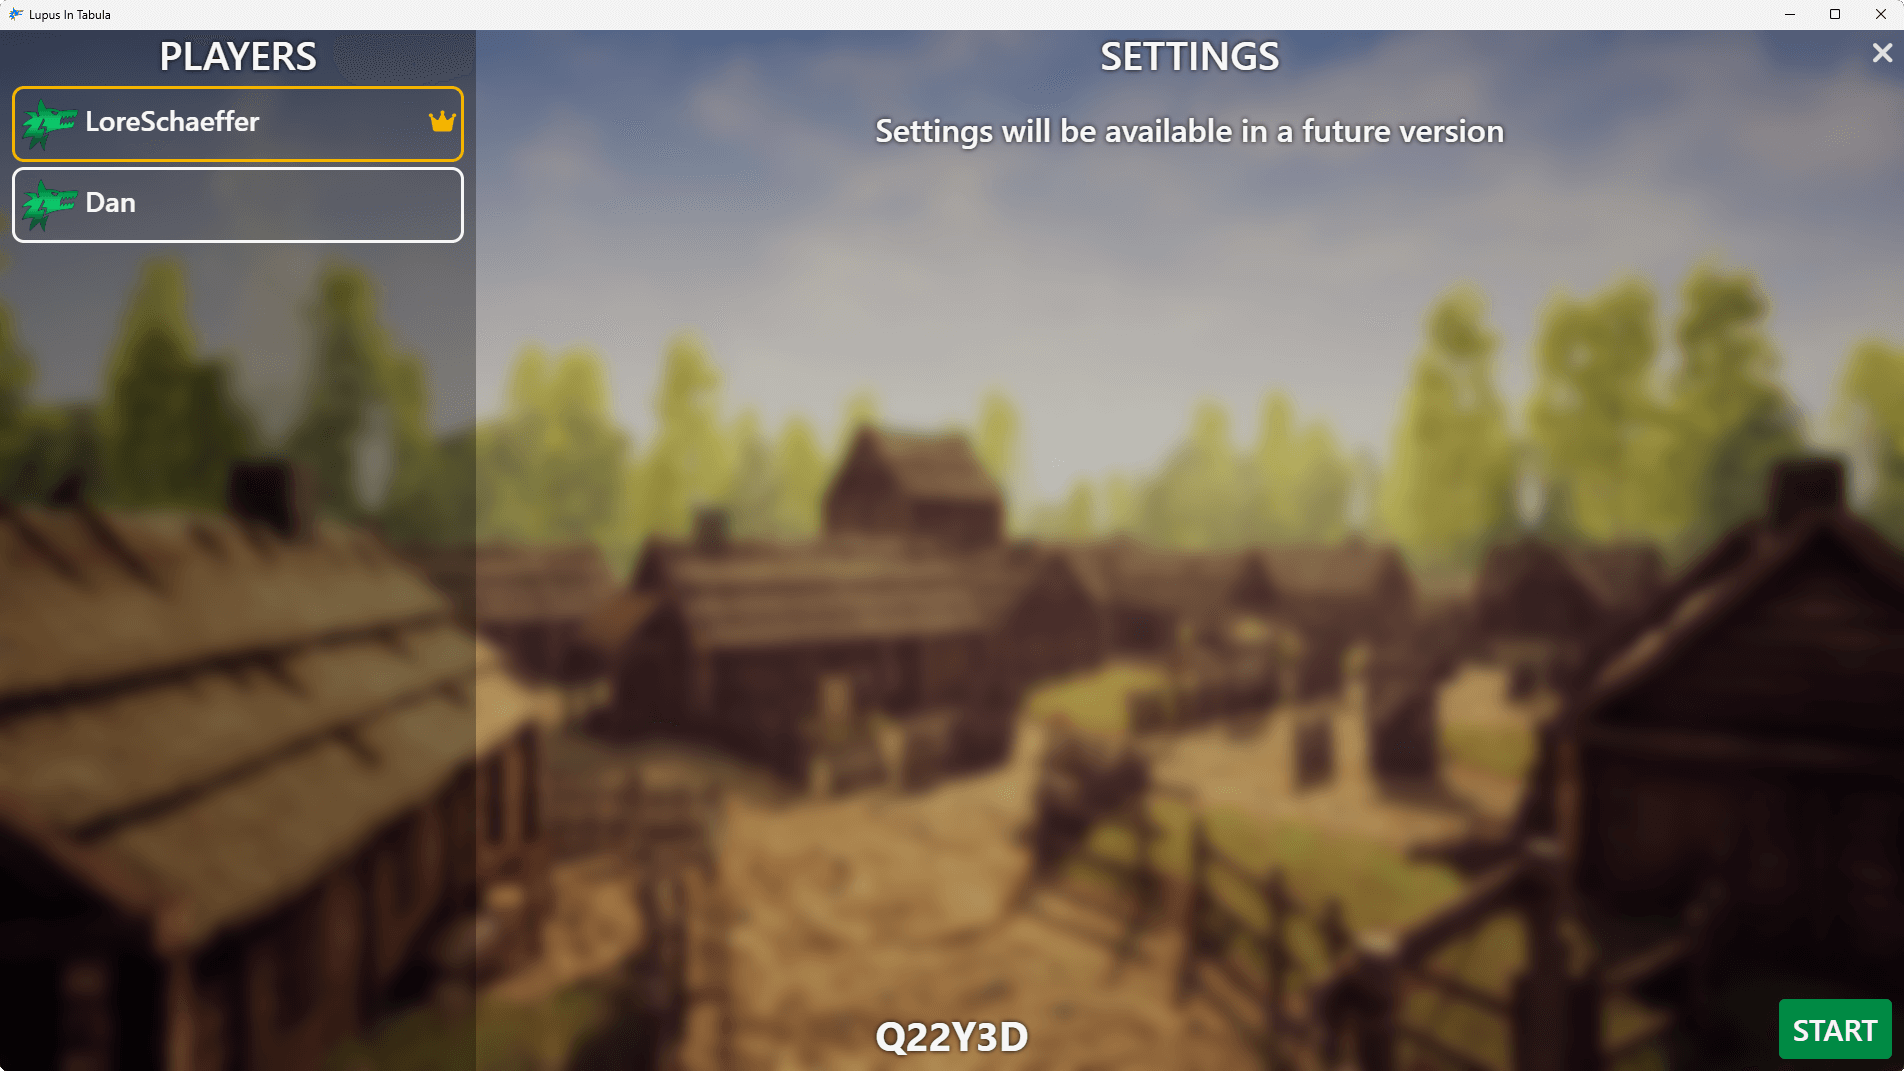 Lupus In Tabula
PLAYERS
LoreSchaeffer
Dan
SETTINGS
Settings will be available in a future version
Q22Y3D
START